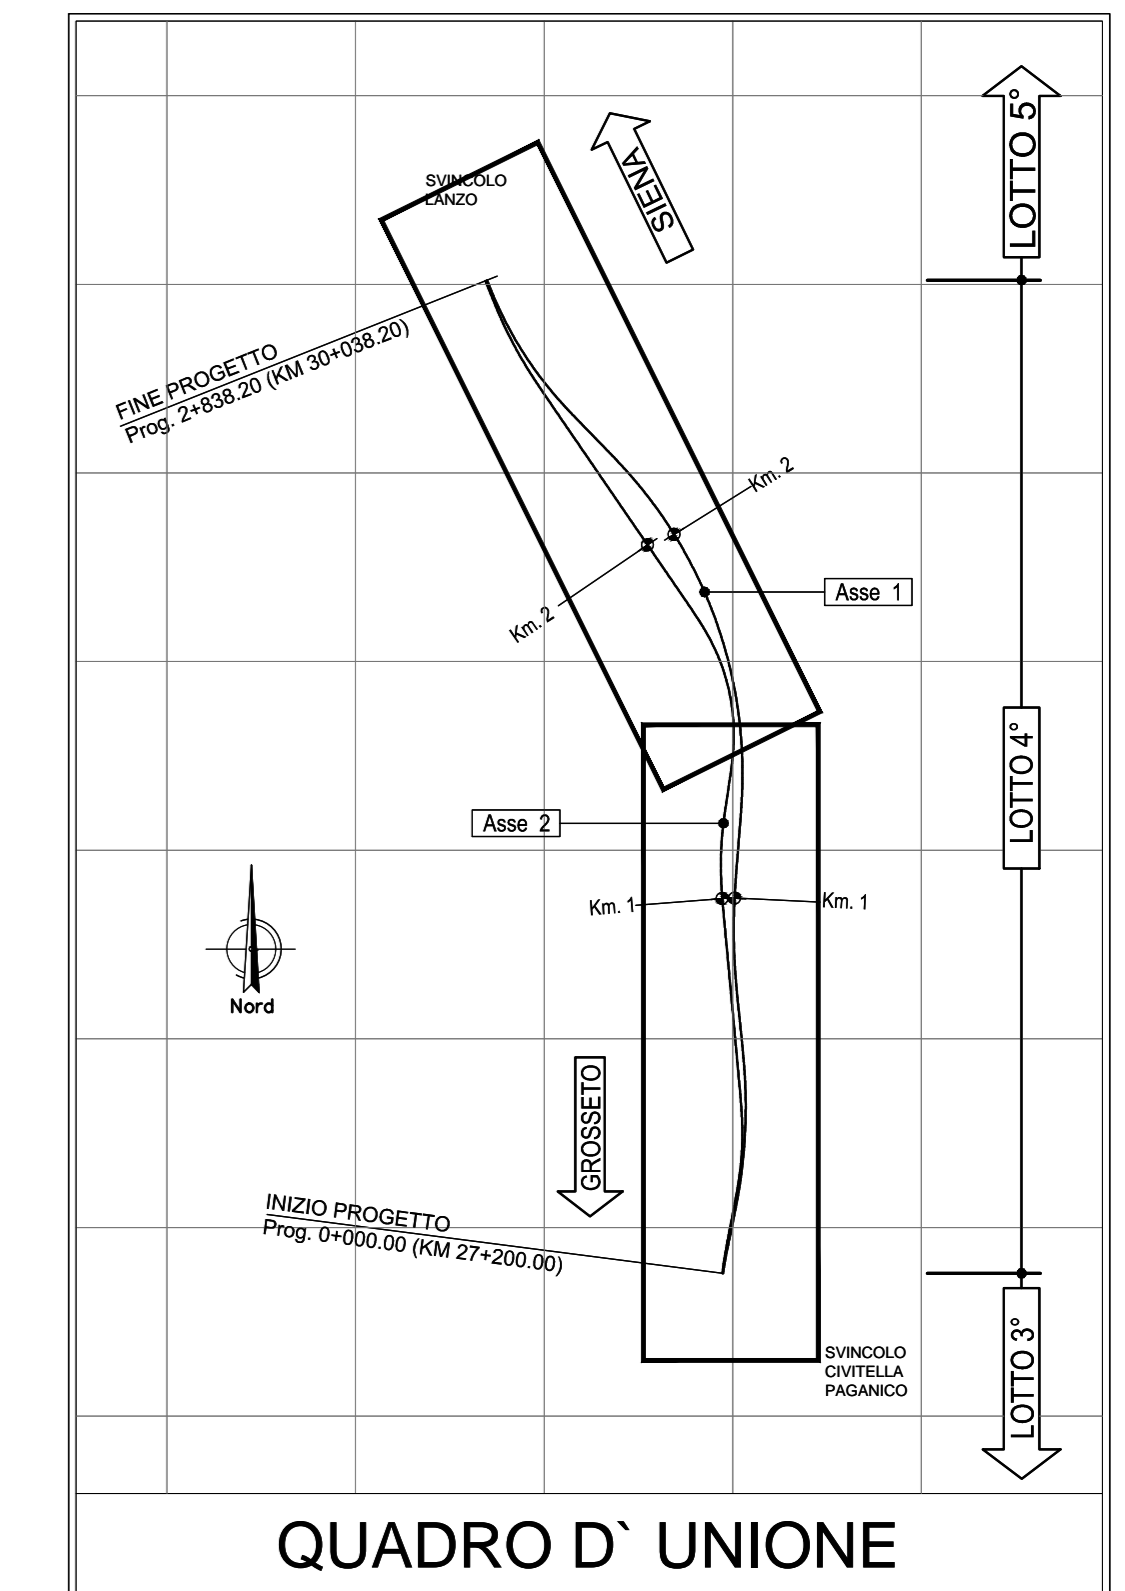 LOTTO 5°
SIENA
SVINCOLO
LANZO
FINE PROGETTO
Prog. 2+838.20 (KM 30+038.20)
Km. 2
Km. 2
Asse 1
LOTTO 4°
Asse 2
Km. 1
Km. 1
Nord
GROSSETO
INIZIO PROGETTO
Prog. 0+000.00 (KM 27+200.00)
SVINCOLO
CIVITELLA
PAGANICO
LOTTO 3°
QUADRO D` UNIONE